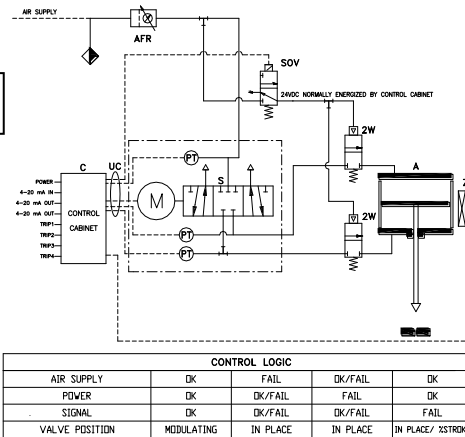 AIR SUPPLY
AFR
SOV
24VDC NORMALLY ENERGIZED BY CONTROL CABINET
2W
C
UC
PT
S
A
Z
POWER
4-20 mA IN
4-20 mA OUT
4-20 mA OUT
TRIP1
TRIP2
TRIP3
TRIP4
CONTROL
CABINET
M
PT
PT
2W
CONTROL LOGIC
AIR SUPPLY OK FAIL OK/FAIL OK
POWER OK OK/FAIL FAIL OK
SIGNAL OK OK/FAIL OK/FAIL FAIL
VALVE POSITION MODULATING IN PLACE IN PLACE IN PLACE/ %STROK